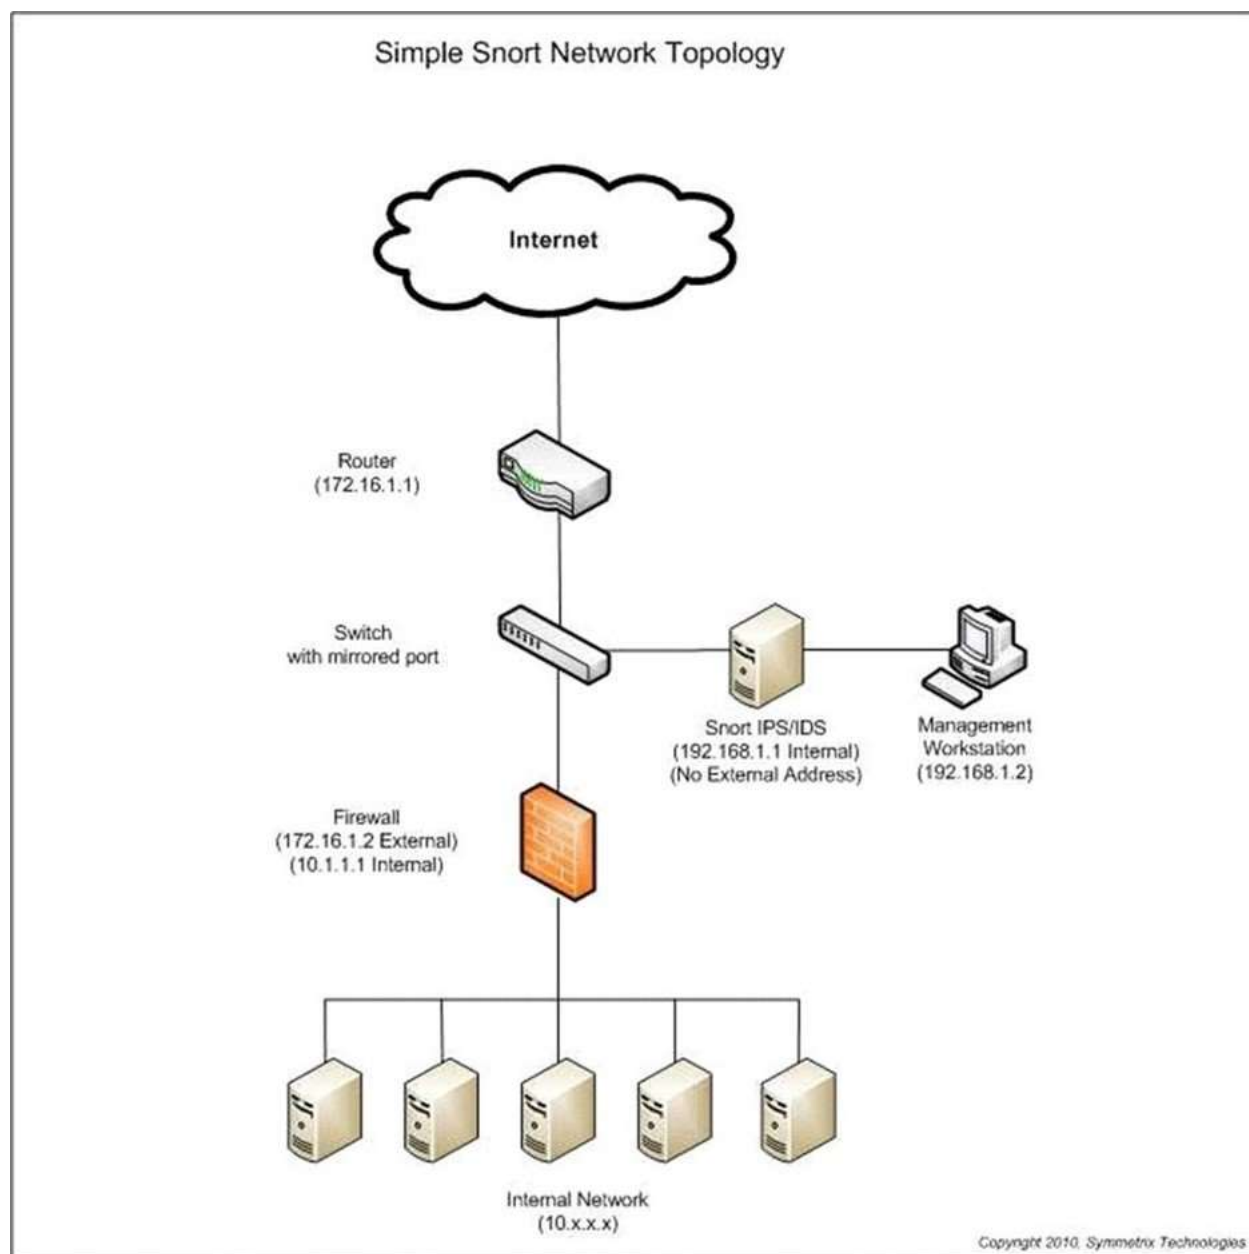 Simple Snort Network Topology
Internet
Router
(172.16.1.1)
Switch
with mirrored port
Snort IPS/IDS
(192.168.1.1 Internal)
(No External Address)
Management
Workstation
(192.168.1.2)
Firewall
(172.16.1.2 External)
(10.1.1.1 Internal)
Internal Network
(10.x.x.x)
Copyright 2010, Symmetrix Technologies